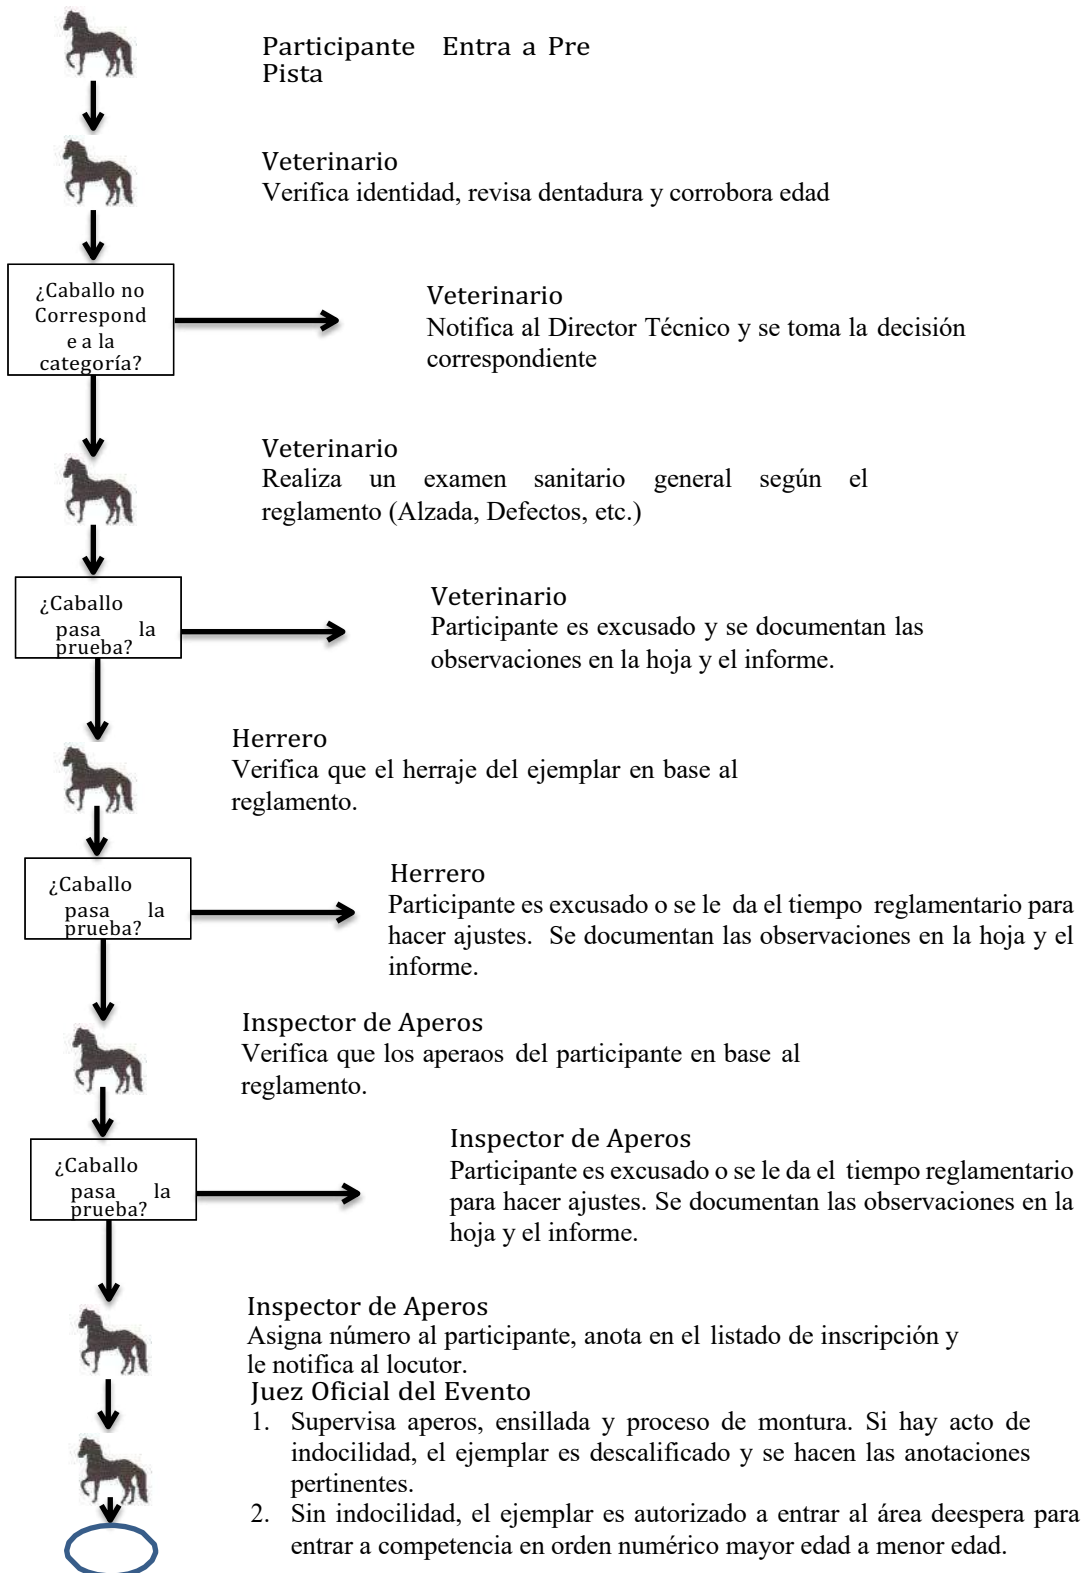 Participante Entra a Pre
Pista
Veterinario
Verifica identidad, revisa dentadura y corrobora edad
¿Caballo no
Correspond
e a la
categoría?
Veterinario
Notifica al Director Técnico y se toma la decisión
correspondiente
Veterinario
Realiza un examen sanitario general según el
reglamento (Alzada, Defectos, etc.)
¿Caballo
pasa la
prueba?
Veterinario
Participante es excusado y se documentan las
observaciones en la hoja y el informe.
Herrero
Verifica que el herraje del ejemplar en base al
reglamento.
¿Caballo
pasa la
prueba?
Herrero
Participante es excusado o se le da el tiempo reglamentario para
hacer ajustes. Se documentan las observaciones en la hoja y el
informe.
Inspector de Aperos
Verifica que los aperaos del participante en base al
reglamento.
¿Caballo
pasa la
prueba?
Inspector de Aperos
Participante es excusado o se le da el tiempo reglamentario
para hacer ajustes. Se documentan las observaciones en la
hoja y el informe.
Inspector de Aperos
Asigna número al participante, anota en el listado de inscripción y
le notifica al locutor.
Juez Oficial del Evento
1. Supervisa aperos, ensillada y proceso de montura. Si hay acto de
indocilidad, el ejemplar es descalificado y se hacen las anotaciones
pertinentes.
2. Sin indocilidad, el ejemplar es autorizado a entrar al área deespera para
entrar a competencia en orden numérico mayor edad a menor edad.